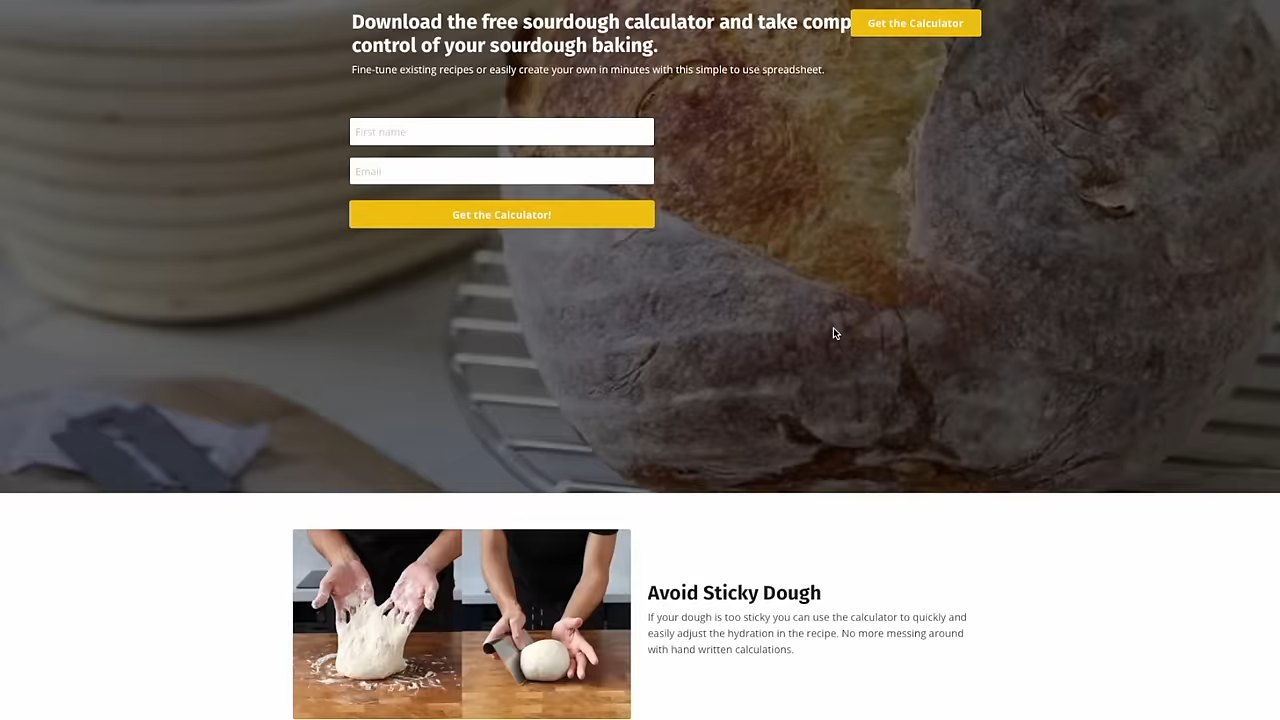 Download the free sourdough calculator and take comp
Get the Calculator
control of your sourdough baking.
Fine-tune existing recipes or easily create your own in minutes with this simple to use spreadsheet.
First name
Email
Get the Calculator!
Avoid Sticky Dough
If your dough is too sticky you can use the calculator to quickly and
easily adjust the hydration in the recipe. No more messing around
with hand written calculations.